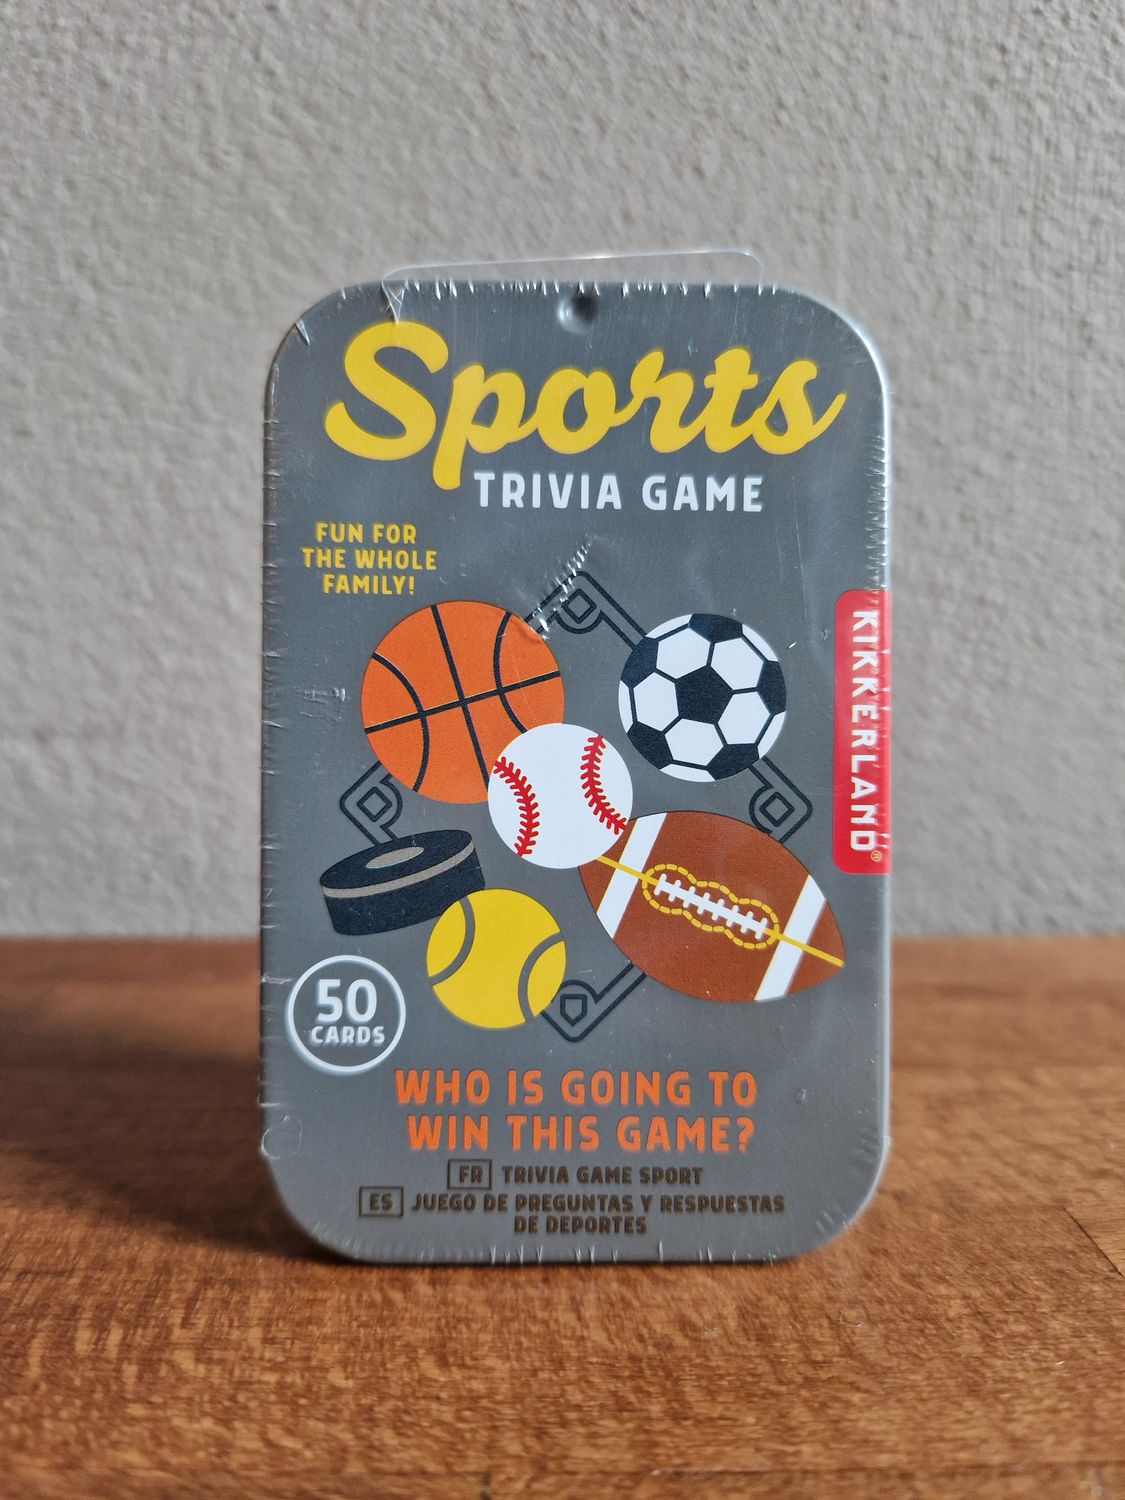 Sports
TRIVIA GAME
FUN FOR
THE WHOLE
FAMILY!
KIKKERLAND®
50
CARDS
WHO IS GOING TO
WIN THIS GAME?
FR TRIVIA GAME SPORT
ES JUEGO DE PREGUNTAS Y RESPUESTAS
DE DEPORTES